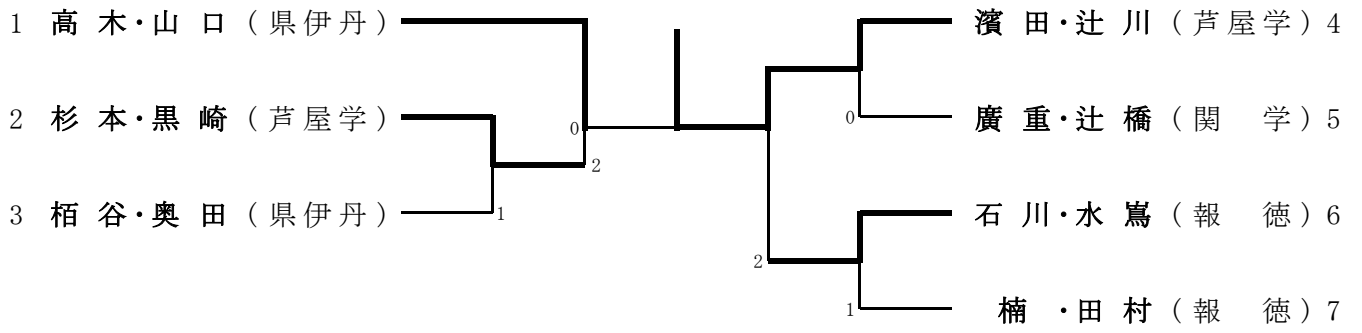 1 高 木・山 口 ( 県伊丹 )
濱 田・辻 川 ( 芦屋学 ) 4
2 杉 本・黒 崎 ( 芦屋学 )
0
0
廣 重・辻 橋 ( 関　学 ) 5
2
3 栢 谷・奥 田 ( 県伊丹 )
1
石 川・水 嶌 ( 報　徳 ) 6
2
1
楠　・田 村 ( 報　徳 ) 7